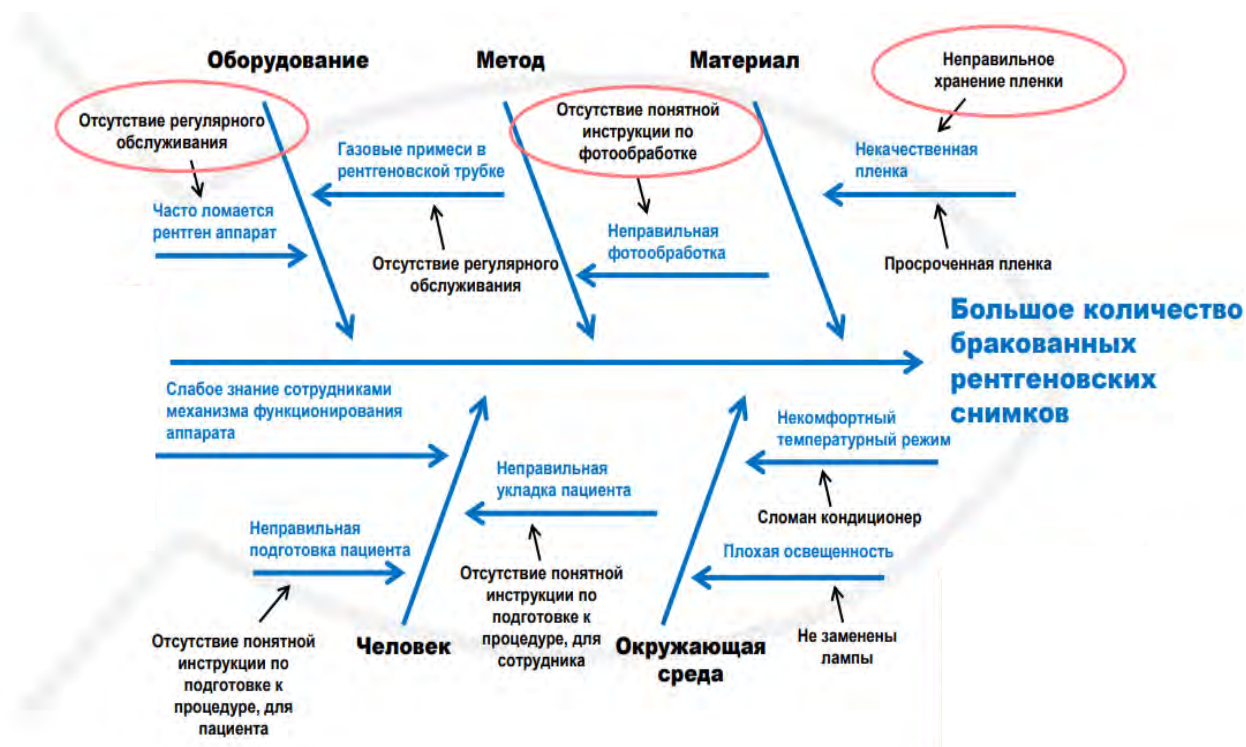 Оборудование
Метод
Материал
Неправильное
хранение пленки
Отсутствие регулярного
обслуживания
Отсутствие понятной
инструкции по
фотообработке
Газовые примеси в
рентгеновской трубке
Некачественная
пленка
Часто ломается
рентген аппарат
Неправильная
фотообработка
Отсутствие регулярного
обслуживания
Просроченная пленка
Большое количество
бракованных
рентгеновских
снимков
Слабое знание сотрудниками
механизма функционирования
аппарата
Некомфортный
температурный режим
Неправильная
укладка пациента
Сломан кондиционер
Неправильная
подготовка пациента
Плохая освещенность
Отсутствие понятной
инструкции по
подготовке к
процедуре, для
сотрудника
Отсутствие понятной
инструкции по
подготовке к
процедуре, для
пациента
Человек
Окружающая
среда
Не заменены
лампы